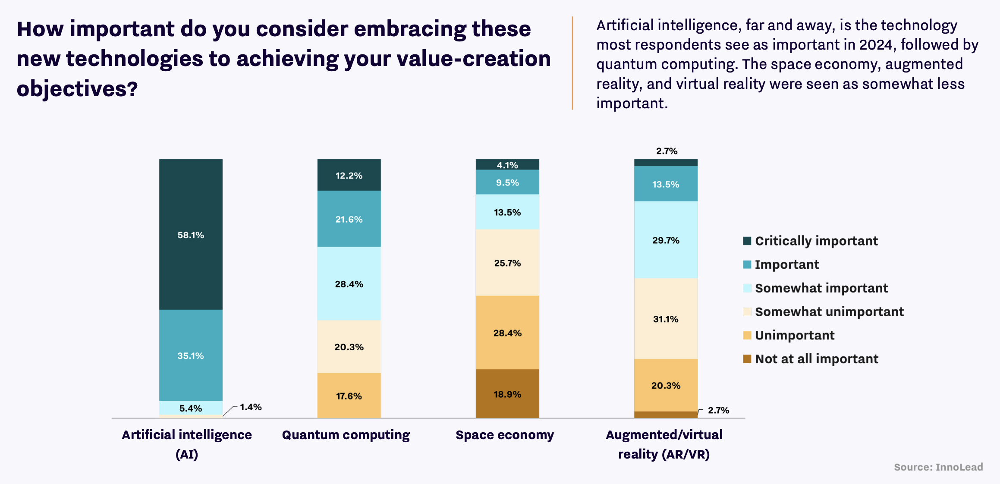 How important do you consider embracing these
new technologies to achieving your value-creation
objectives?
Artificial intelligence, far and away, is the technology
most respondents see as important in 2024, followed by
quantum computing. The space economy, augmented
reality, and virtual reality were seen as somewhat less
important.
58.1%
35.1%
5.4%
1.4%
12.2%
21.6%
28.4%
20.3%
17.6%
4.1%
9.5%
13.5%
25.7%
28.4%
18.9%
2.7%
13.5%
29.7%
31.1%
20.3%
2.7%
Critically important
Important
Somewhat important
Somewhat unimportant
Unimportant
Not at all important
Artificial intelligence
(AI)
Quantum computing
Space economy
Augmented/virtual
reality (AR/VR)
Source: InnoLead